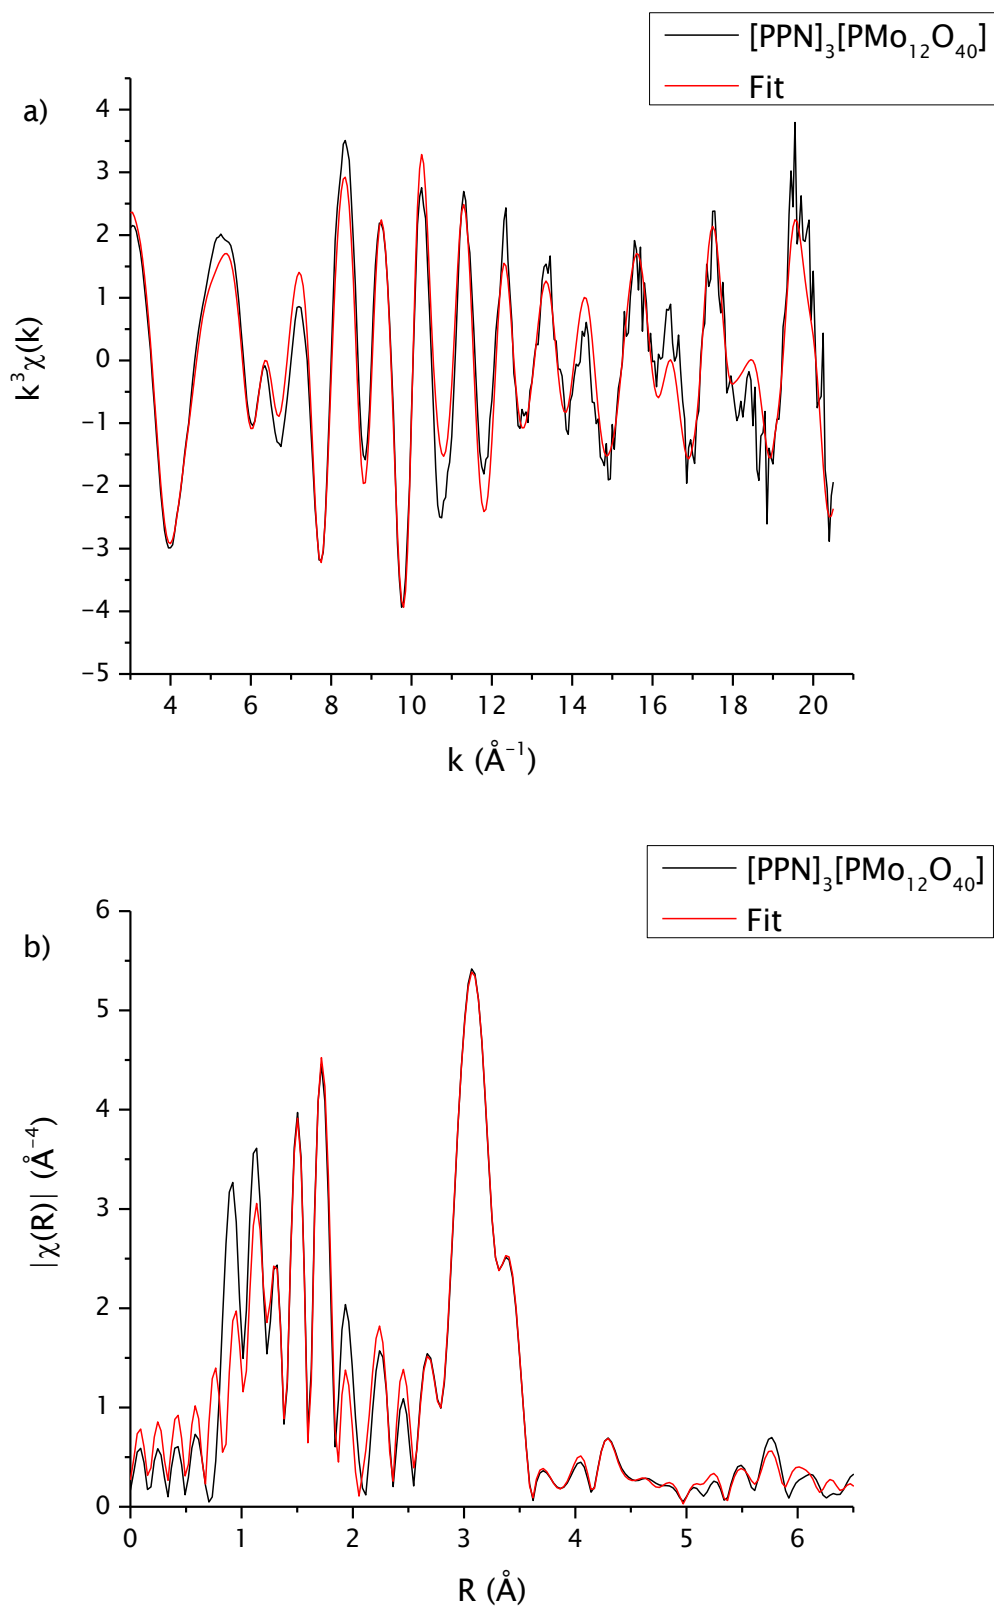 [PPN]₃[PMo₁₂O₄₀]
Fit
a)
4
3
2
1
0
−1
−2
−3
−4
−5
k³χ(k)
4 6 8 10 12 14 16 18 20
k (Å⁻¹)
[PPN]₃[PMo₁₂O₄₀]
Fit
b)
6
5
4
3
2
1
0
|χ(R)| (Å⁻⁴)
0 1 2 3 4 5 6
R (Å)